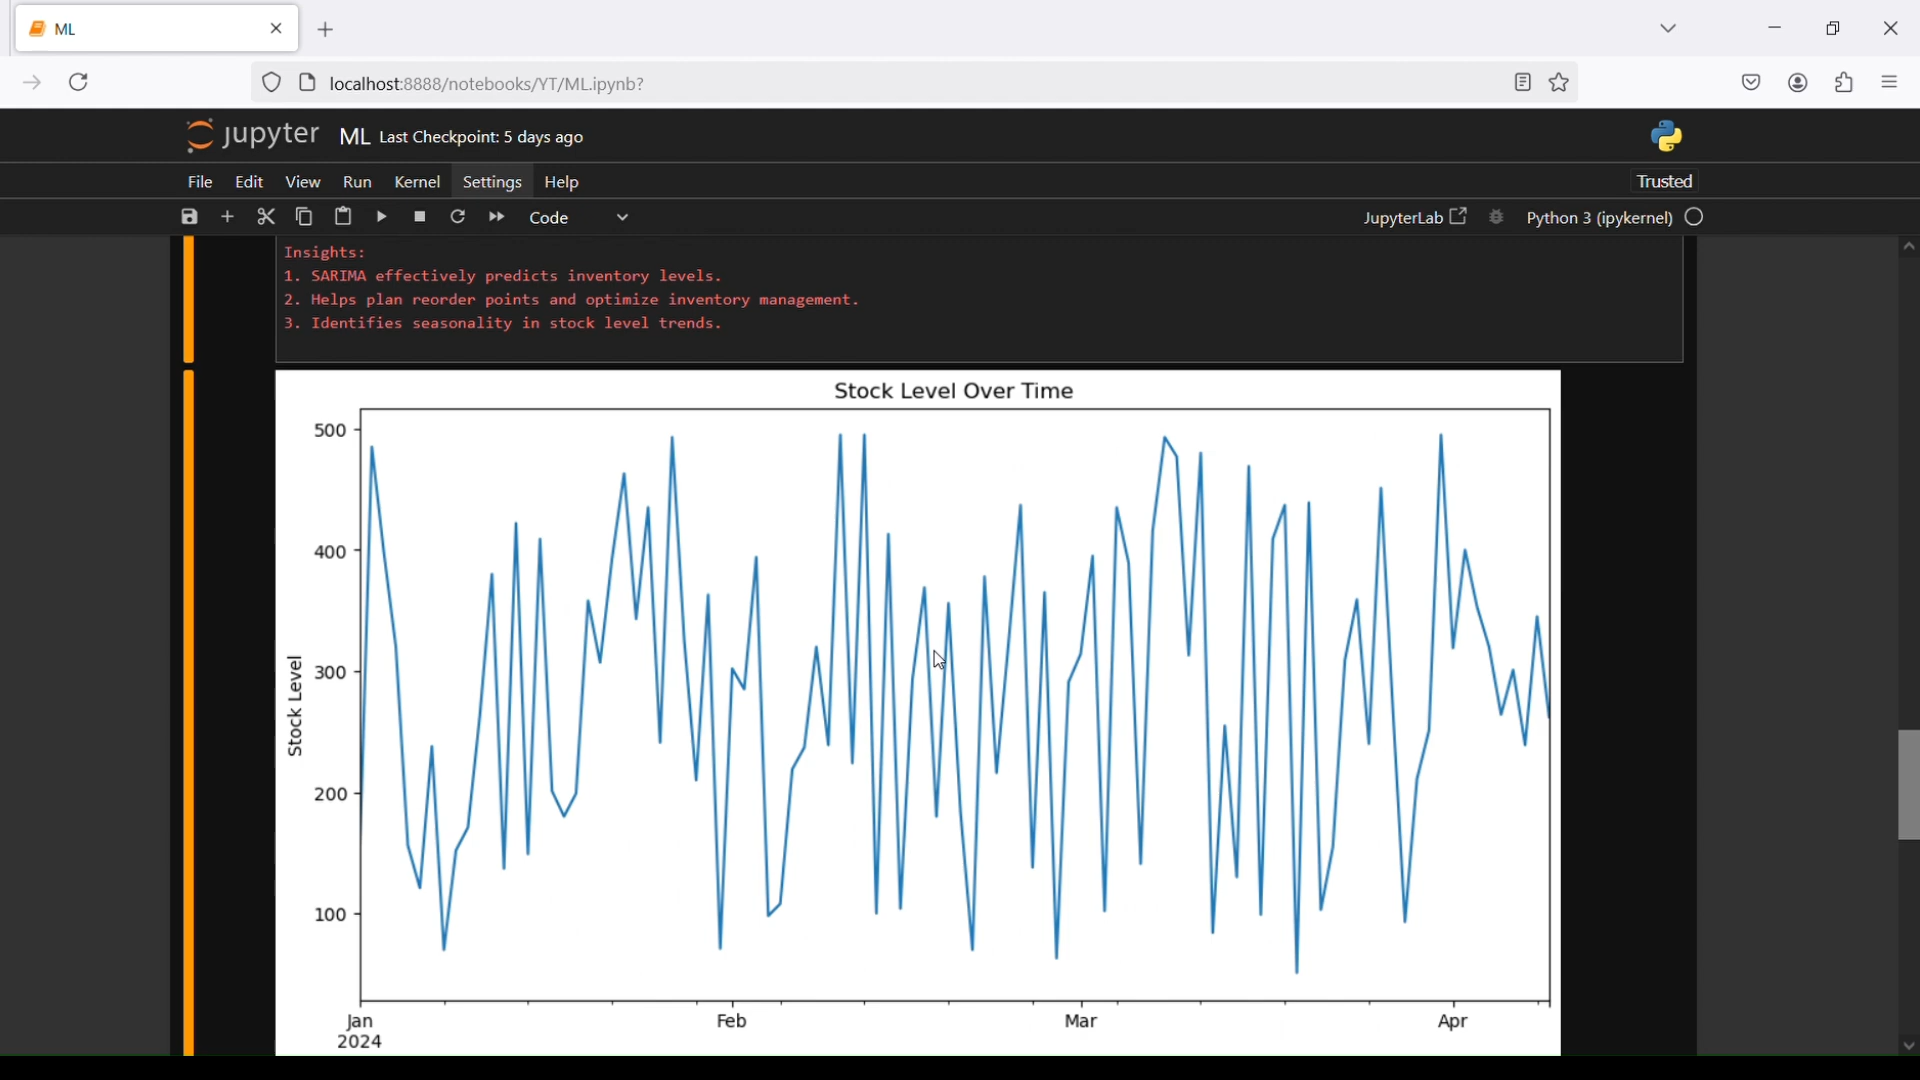 ML
localhost:8888/notebooks/YT/ML.ipynb?
jupyter ML Last Checkpoint: 5 days ago
File Edit View Run Kernel Settings Help Trusted
Code JupyterLab Python 3 (ipykernel)
Insights:
1. SARIMA effectively predicts inventory levels.
2. Helps plan reorder points and optimize inventory management.
3. Identifies seasonality in stock level trends.
Stock Level Over Time
500
400
300
200
100
Stock Level
Jan Feb Mar Apr
2024